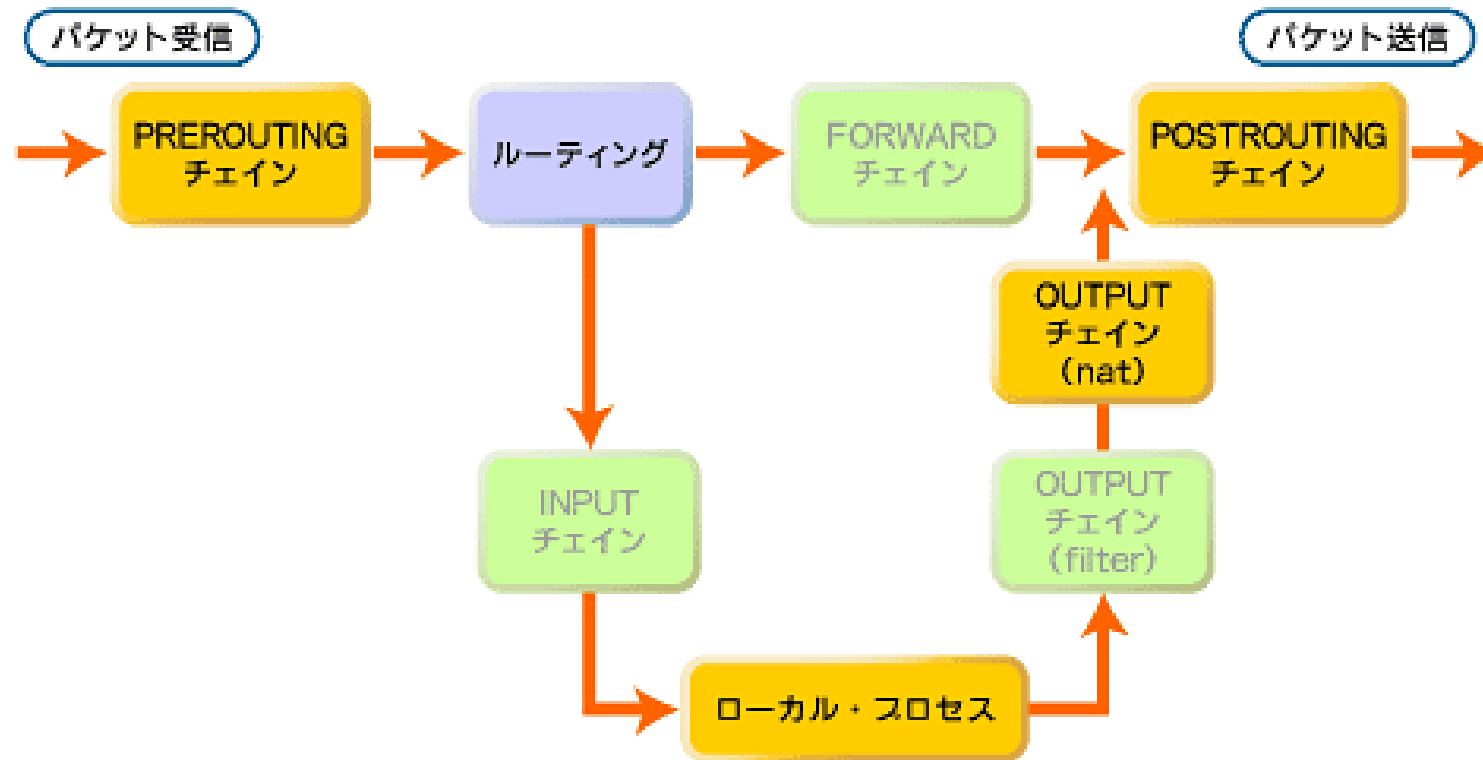 パケット受信
パケット送信
PREROUTING
チェイン
ルーティング
FORWARD
チェイン
POSTROUTING
チェイン
OUTPUT
チェイン
(nat)
INPUT
チェイン
OUTPUT
チェイン
(filter)
ローカル・プロセス